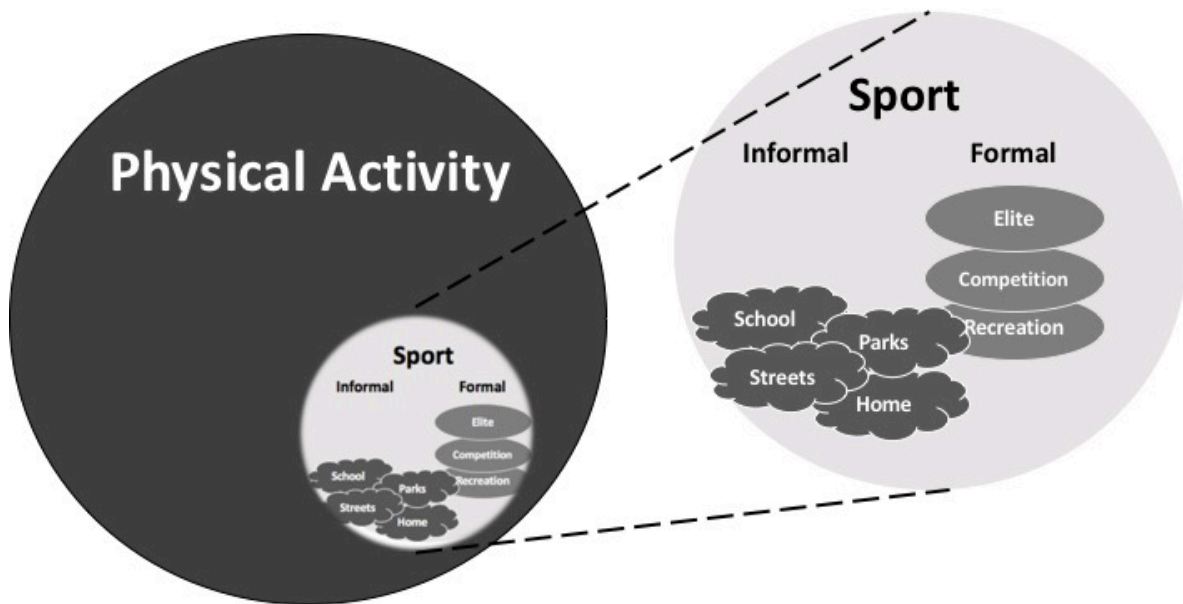 Physical Activity
Sport
Informal Formal
Elite
Competition
School
Recreation
Parks
Streets
Home
Sport
Informal Formal
Elite
Competition
School
Recreation
Parks
Streets
Home